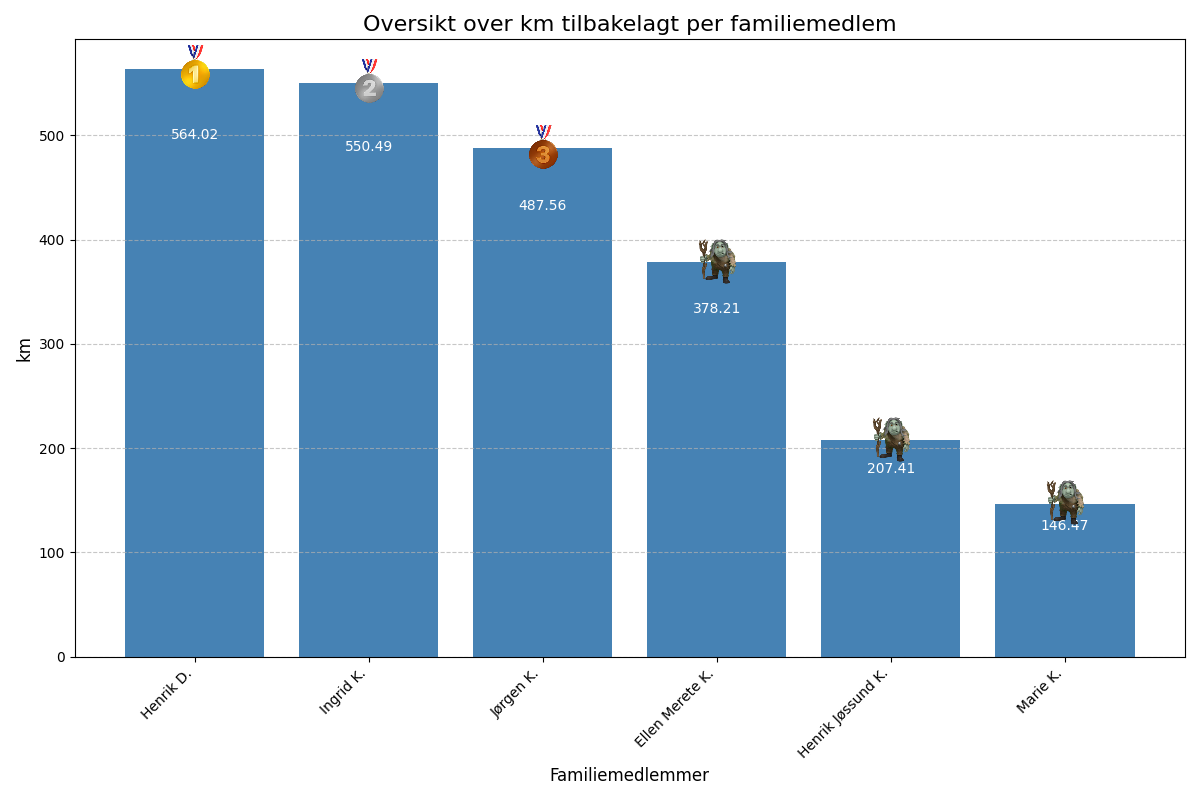 Oversikt over km tilbakelagt per familiemedlem
1
2
3
564.02
550.49
487.56
378.21
207.41
146.47
km
500
400
300
200
100
0
Henrik D.
Ingrid K.
Jørgen K.
Ellen Merete K.
Henrik Jøssund K.
Marie K.
Familiemedlemmer